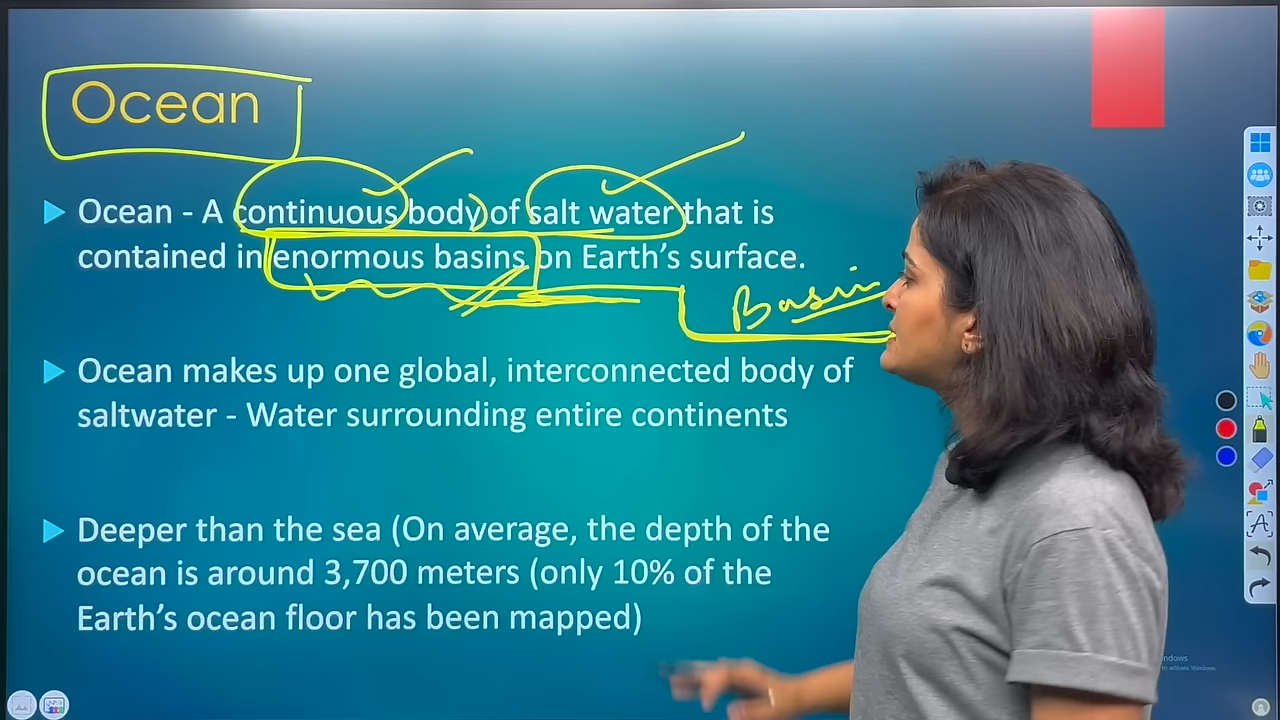 Ocean
Ocean - A continuous body of salt water that is
contained in enormous basins on Earth's surface.
Basin
Ocean makes up one global, interconnected body of
saltwater - Water surrounding entire continents
Deeper than the sea (On average, the depth of the
ocean is around 3,700 meters (only 10% of the
Earth's ocean floor has been mapped)